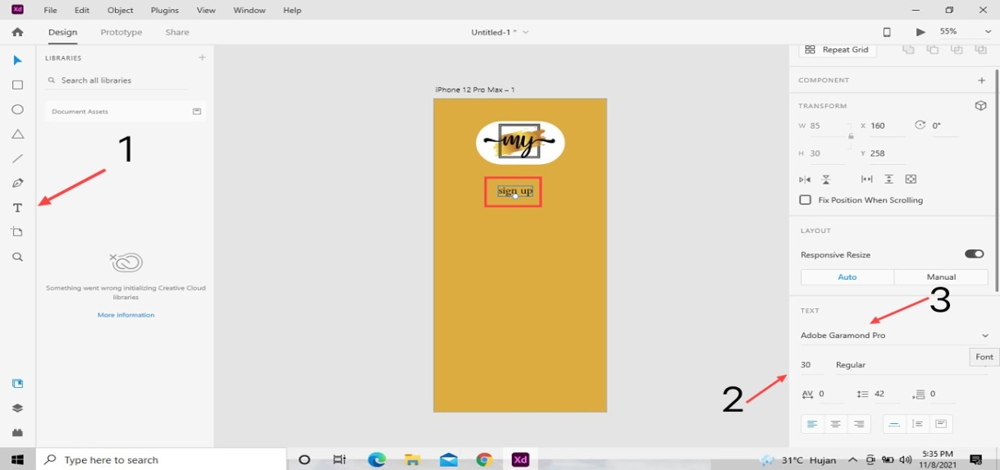 Xd File Edit Object Plugins View Window Help
Design Prototype Share Untitled-1 * 55%
LIBRARIES +
Search all libraries
Document Assets
1
T
Something went wrong initializing Creative Cloud
libraries
More information
iPhone 12 Pro Max – 1
my
sign up
Repeat Grid
COMPONENT +
TRANSFORM
W 85 X 160 0°
H 30 Y 258
Fix Position When Scrolling
LAYOUT
Responsive Resize
Auto Manual
3
TEXT
Adobe Garamond Pro
Font
30 Regular
2
AV 0 42 0
Type here to search
Xd
31°C Hujan
5:35 PM
11/8/2021